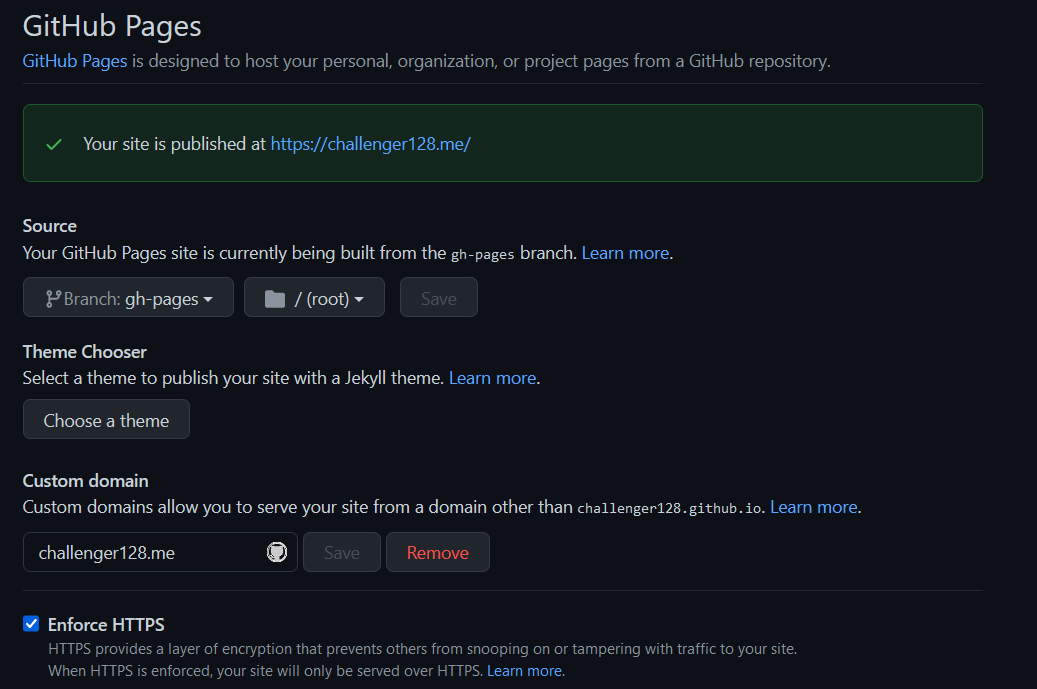 GitHub Pages
GitHub Pages is designed to host your personal, organization, or project pages from a GitHub repository.
Your site is published at https://challenger128.me/
Source
Your GitHub Pages site is currently being built from the gh-pages branch. Learn more.
Branch: gh-pages / (root) Save
Theme Chooser
Select a theme to publish your site with a Jekyll theme. Learn more.
Choose a theme
Custom domain
Custom domains allow you to serve your site from a domain other than challenger128.github.io. Learn more.
challenger128.me Save Remove
Enforce HTTPS
HTTPS provides a layer of encryption that prevents others from snooping on or tampering with traffic to your site.
When HTTPS is enforced, your site will only be served over HTTPS. Learn more.